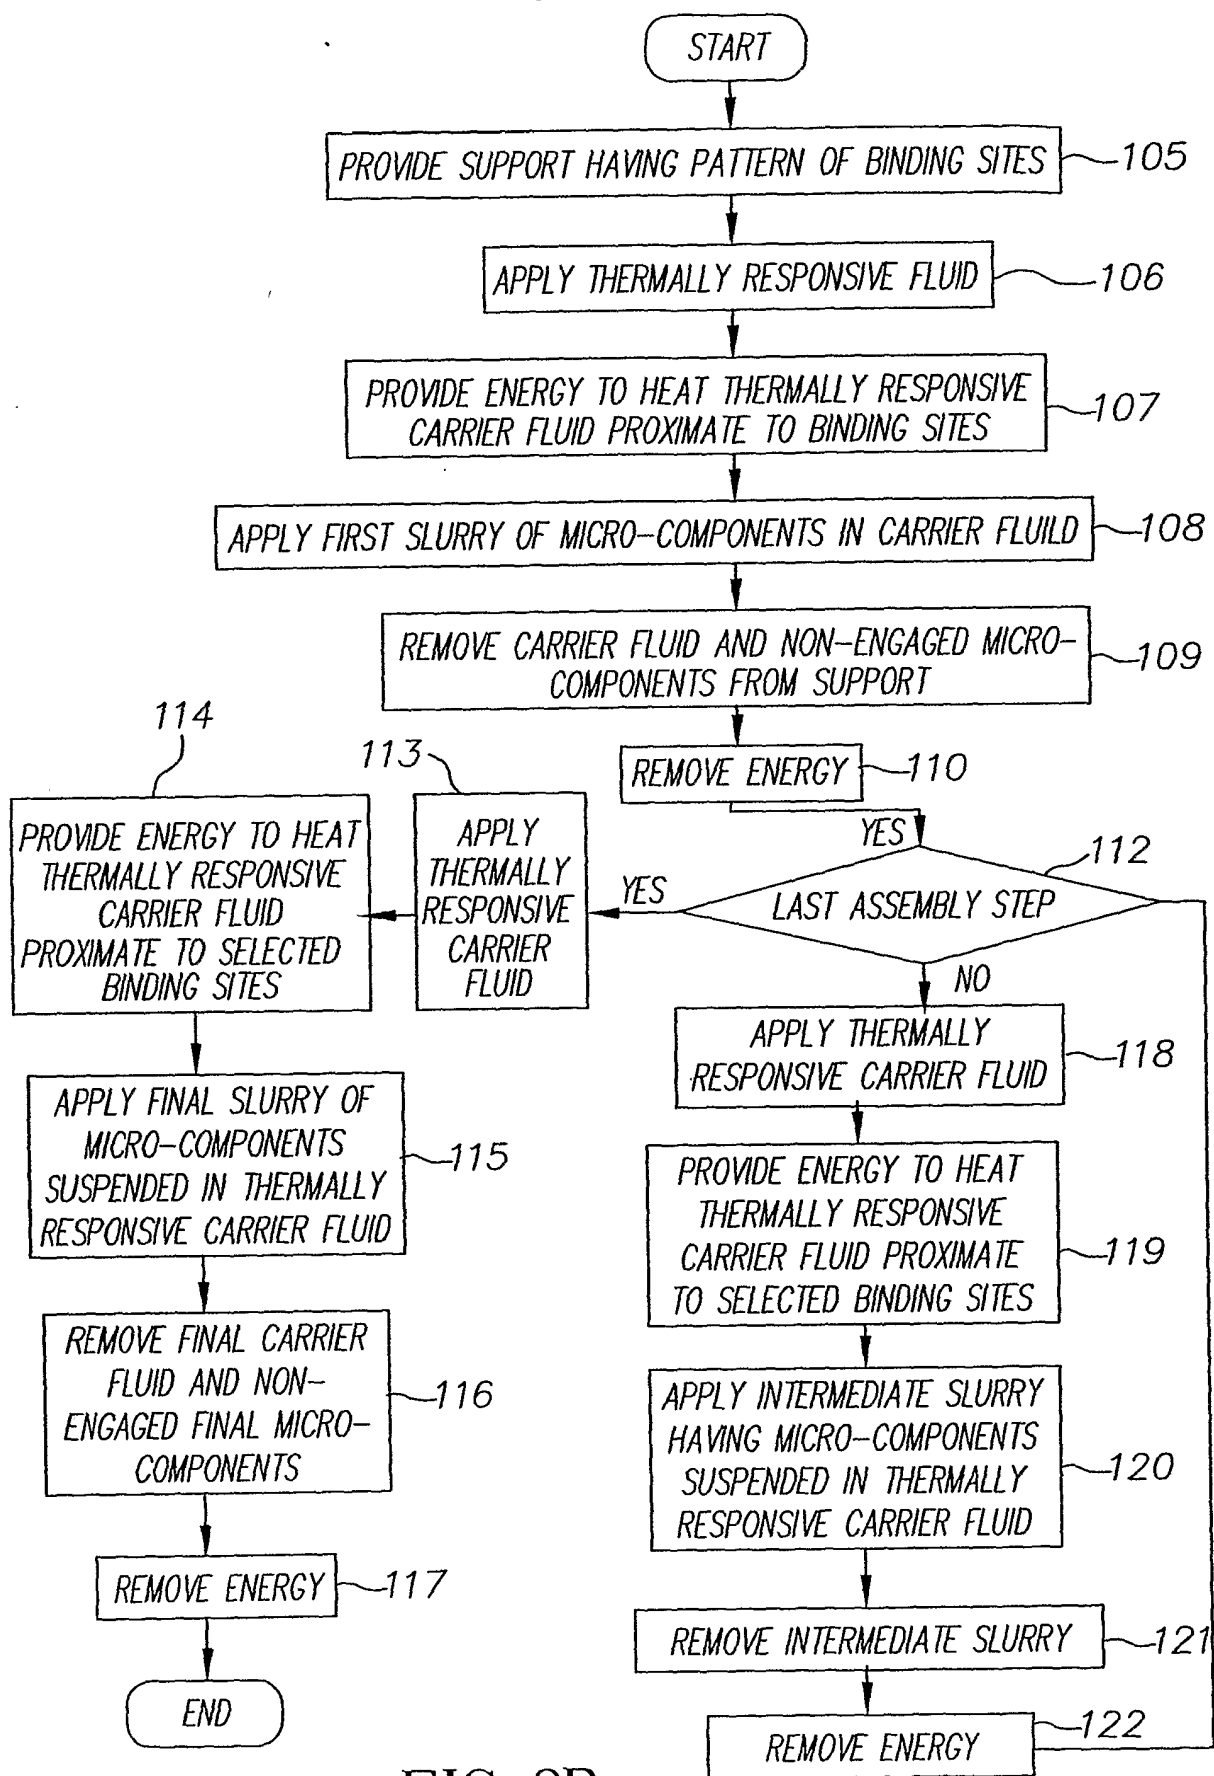 START
PROVIDE SUPPORT HAVING PATTERN OF BINDING SITES
105
APPLY THERMALLY RESPONSIVE FLUID
106
PROVIDE ENERGY TO HEAT THERMALLY RESPONSIVE
CARRIER FLUID PROXIMATE TO BINDING SITES
107
APPLY FIRST SLURRY OF MICRO-COMPONENTS IN CARRIER FLUILD
108
REMOVE CARRIER FLUID AND NON-ENGAGED MICRO-
COMPONENTS FROM SUPPORT
109
REMOVE ENERGY
110
YES
LAST ASSEMBLY STEP
112
YES
NO
113
APPLY
THERMALLY
RESPONSIVE
CARRIER
FLUID
114
PROVIDE ENERGY TO HEAT
THERMALLY RESPONSIVE
CARRIER FLUID
PROXIMATE TO SELECTED
BINDING SITES
APPLY FINAL SLURRY OF
MICRO-COMPONENTS
SUSPENDED IN THERMALLY
RESPONSIVE CARRIER FLUID
115
REMOVE FINAL CARRIER
FLUID AND NON-
ENGAGED FINAL MICRO-
COMPONENTS
116
REMOVE ENERGY
117
END
APPLY THERMALLY
RESPONSIVE CARRIER FLUID
118
PROVIDE ENERGY TO HEAT
THERMALLY RESPONSIVE
CARRIER FLUID PROXIMATE
TO SELECTED BINDING SITES
119
APPLY INTERMEDIATE SLURRY
HAVING MICRO-COMPONENTS
SUSPENDED IN THERMALLY
RESPONSIVE CARRIER FLUID
120
REMOVE INTERMEDIATE SLURRY
121
REMOVE ENERGY
122